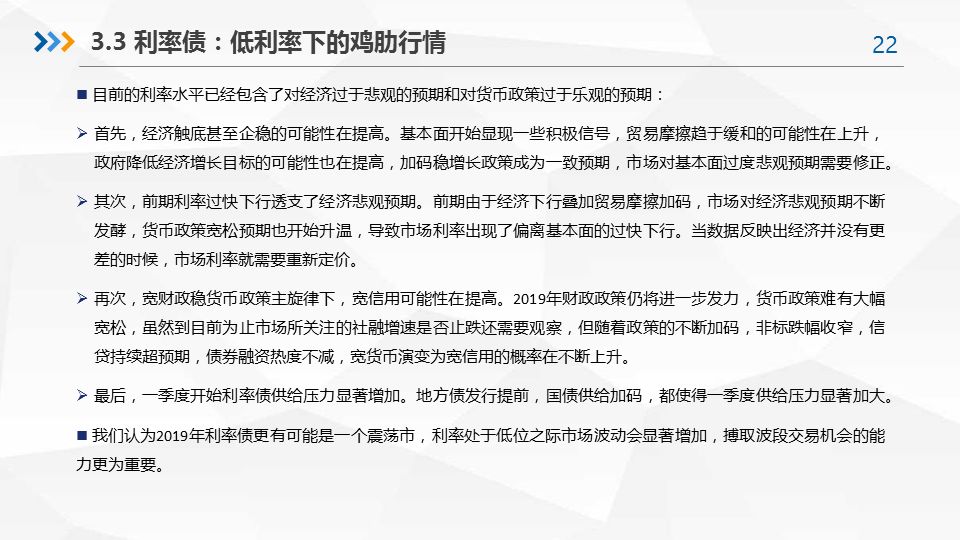 3.3 利率债：低利率下的鸡肋行情
22
■ 目前的利率水平已经包含了对经济过于悲观的预期和对货币政策过于乐观的预期：
➢ 首先，经济触底甚至企稳的可能性在提高。基本面开始显现一些积极信号，贸易摩擦趋于缓和的可能性在上升，
政府降低经济增长目标的可能性也在提高，加码稳增长政策成为一致预期，市场对基本面过度悲观预期需要修正。
➢ 其次，前期利率过快下行透支了经济悲观预期。前期由于经济下行叠加贸易摩擦加码，市场对经济悲观预期不断
发酵，货币政策宽松预期也开始升温，导致市场利率出现了偏离基本面的过快下行。当数据反映出经济并没有更
差的时候，市场利率就需要重新定价。
➢ 再次，宽财政稳货币政策主旋律下，宽信用可能性在提高。2019年财政政策仍将进一步发力，货币政策难有大幅
宽松，虽然到目前为止市场所关注的社融增速是否止跌还需要观察，但随着政策的不断加码，非标跌幅收窄，信
贷持续超预期，债券融资热度不减，宽货币演变为宽信用的概率在不断上升。
➢ 最后，一季度开始利率债供给压力显著增加。地方债发行提前，国债供给加码，都使得一季度供给压力显著加大。
■ 我们认为2019年利率债更有可能是一个震荡市，利率处于低位之际市场波动会显著增加，搏取波段交易机会的能
力更为重要。